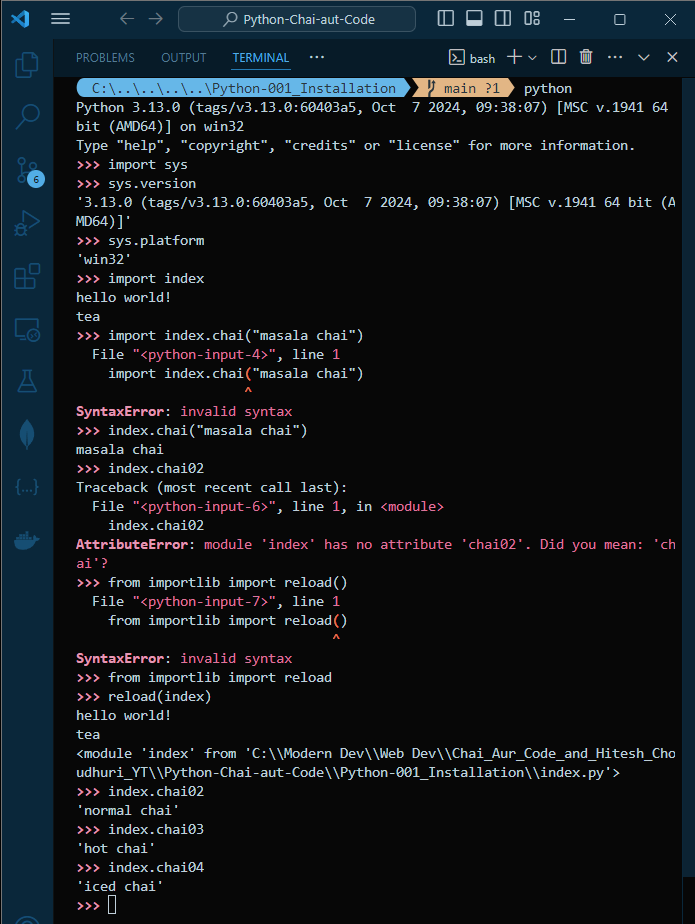 Python-Chai-aut-Code
PROBLEMS OUTPUT TERMINAL ··· bash ···
C:\..\..\..\..\Python-001_Installation main ?1 python
Python 3.13.0 (tags/v3.13.0:60403a5, Oct  7 2024, 09:38:07) [MSC v.1941 64
bit (AMD64)] on win32
Type "help", "copyright", "credits" or "license" for more information.
>>> import sys
>>> sys.version
'3.13.0 (tags/v3.13.0:60403a5, Oct  7 2024, 09:38:07) [MSC v.1941 64 bit (A
MD64)]'
>>> sys.platform
'win32'
>>> import index
hello world!
tea
>>> import index.chai("masala chai")
  File "<python-input-4>", line 1
    import index.chai("masala chai")
                     ^
SyntaxError: invalid syntax
>>> index.chai("masala chai")
masala chai
>>> index.chai02
Traceback (most recent call last):
  File "<python-input-6>", line 1, in <module>
    index.chai02
AttributeError: module 'index' has no attribute 'chai02'. Did you mean: 'ch
ai'?
>>> from importlib import reload()
  File "<python-input-7>", line 1
    from importlib import reload()
                                ^
SyntaxError: invalid syntax
>>> from importlib import reload
>>> reload(index)
hello world!
tea
<module 'index' from 'C:\\Modern Dev\\Web Dev\\Chai_Aur_Code_and_Hitesh_Cho
udhuri_YT\\Python-Chai-aut-Code\\Python-001_Installation\\index.py'>
>>> index.chai02
'normal chai'
>>> index.chai03
'hot chai'
>>> index.chai04
'iced chai'
>>>
6
{...}